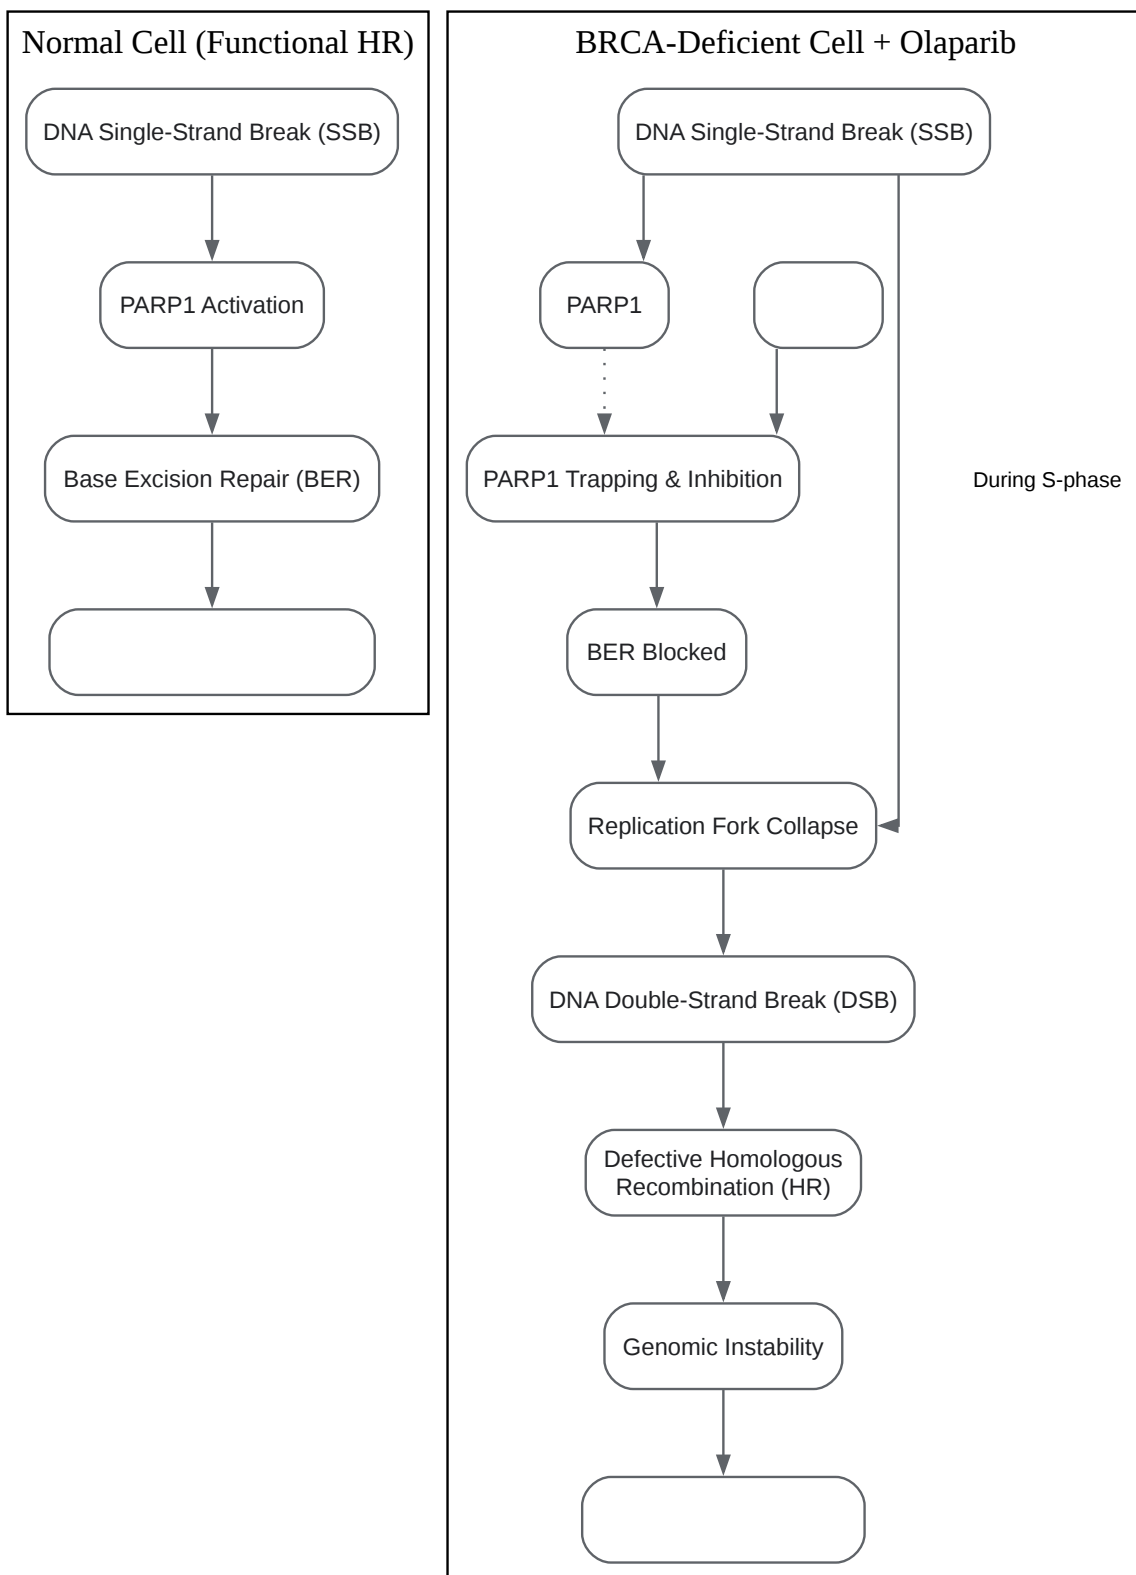 Normal Cell (Functional HR)
DNA Single-Strand Break (SSB)
PARP1 Activation
Base Excision Repair (BER)
BRCA-Deficient Cell + Olaparib
DNA Single-Strand Break (SSB)
PARP1
PARP1 Trapping & Inhibition
During S-phase
BER Blocked
Replication Fork Collapse
DNA Double-Strand Break (DSB)
Defective Homologous
Recombination (HR)
Genomic Instability